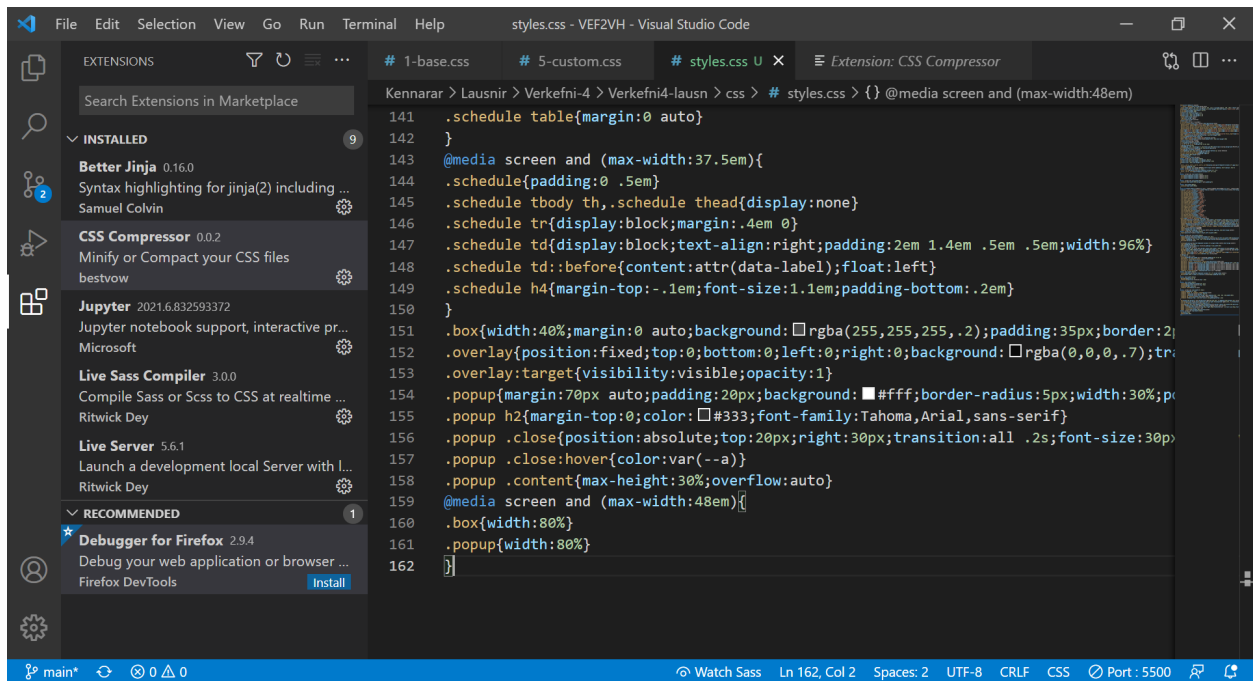 File Edit Selection View Go Run Terminal Help styles.css - VEF2VH - Visual Studio Code
EXTENSIONS
# 1-base.css # 5-custom.css # styles.css U Extension: CSS Compressor
Kennarar > Lausnir > Verkefni-4 > Verkefni4-lausn > css > # styles.css > {} @media screen and (max-width:48em)
Search Extensions in Marketplace
INSTALLED 9
Better Jinja 0.16.0
Syntax highlighting for jinja(2) including ...
Samuel Colvin
2
CSS Compressor 0.0.2
Minify or Compact your CSS files
bestvow
Jupyter 2021.6.832593372
Jupyter notebook support, interactive pr...
Microsoft
Live Sass Compiler 3.0.0
Compile Sass or Scss to CSS at realtime ...
Ritwick Dey
Live Server 5.6.1
Launch a development local Server with l...
Ritwick Dey
RECOMMENDED 1
Debugger for Firefox 2.9.4
Debug your web application or browser ...
Firefox DevTools Install
141 .schedule table{margin:0 auto}
142 }
143 @media screen and (max-width:37.5em){
144 .schedule{padding:0 .5em}
145 .schedule tbody th,.schedule thead{display:none}
146 .schedule tr{display:block;margin:.4em 0}
147 .schedule td{display:block;text-align:right;padding:2em 1.4em .5em .5em;width:96%}
148 .schedule td::before{content:attr(data-label);float:left}
149 .schedule h4{margin-top:-.1em;font-size:1.1em;padding-bottom:.2em}
150 }
151 .box{width:40%;margin:0 auto;background:rgba(255,255,255,.2);padding:35px;border:2p
152 .overlay{position:fixed;top:0;bottom:0;left:0;right:0;background:rgba(0,0,0,.7);tra
153 .overlay:target{visibility:visible;opacity:1}
154 .popup{margin:70px auto;padding:20px;background:#fff;border-radius:5px;width:30%;po
155 .popup h2{margin-top:0;color:#333;font-family:Tahoma,Arial,sans-serif}
156 .popup .close{position:absolute;top:20px;right:30px;transition:all .2s;font-size:30px
157 .popup .close:hover{color:var(--a)}
158 .popup .content{max-height:30%;overflow:auto}
159 @media screen and (max-width:48em){
160 .box{width:80%}
161 .popup{width:80%}
162 }
main* 0 0 Watch Sass Ln 162, Col 2 Spaces: 2 UTF-8 CRLF CSS Port : 5500